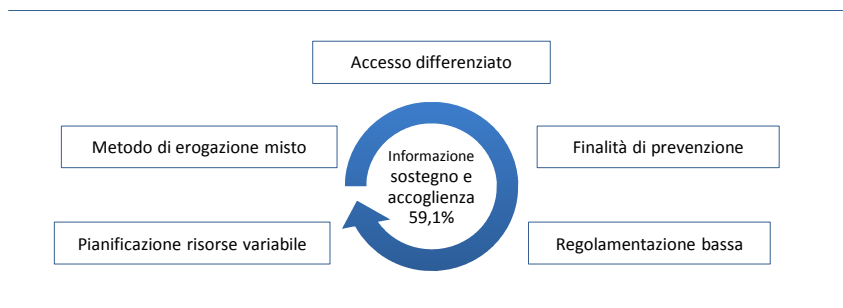 Accesso differenziato
Metodo di erogazione misto
Finalità di prevenzione
Informazione
sostegno e
accoglienza
59,1%
Pianificazione risorse variabile
Regolamentazione bassa